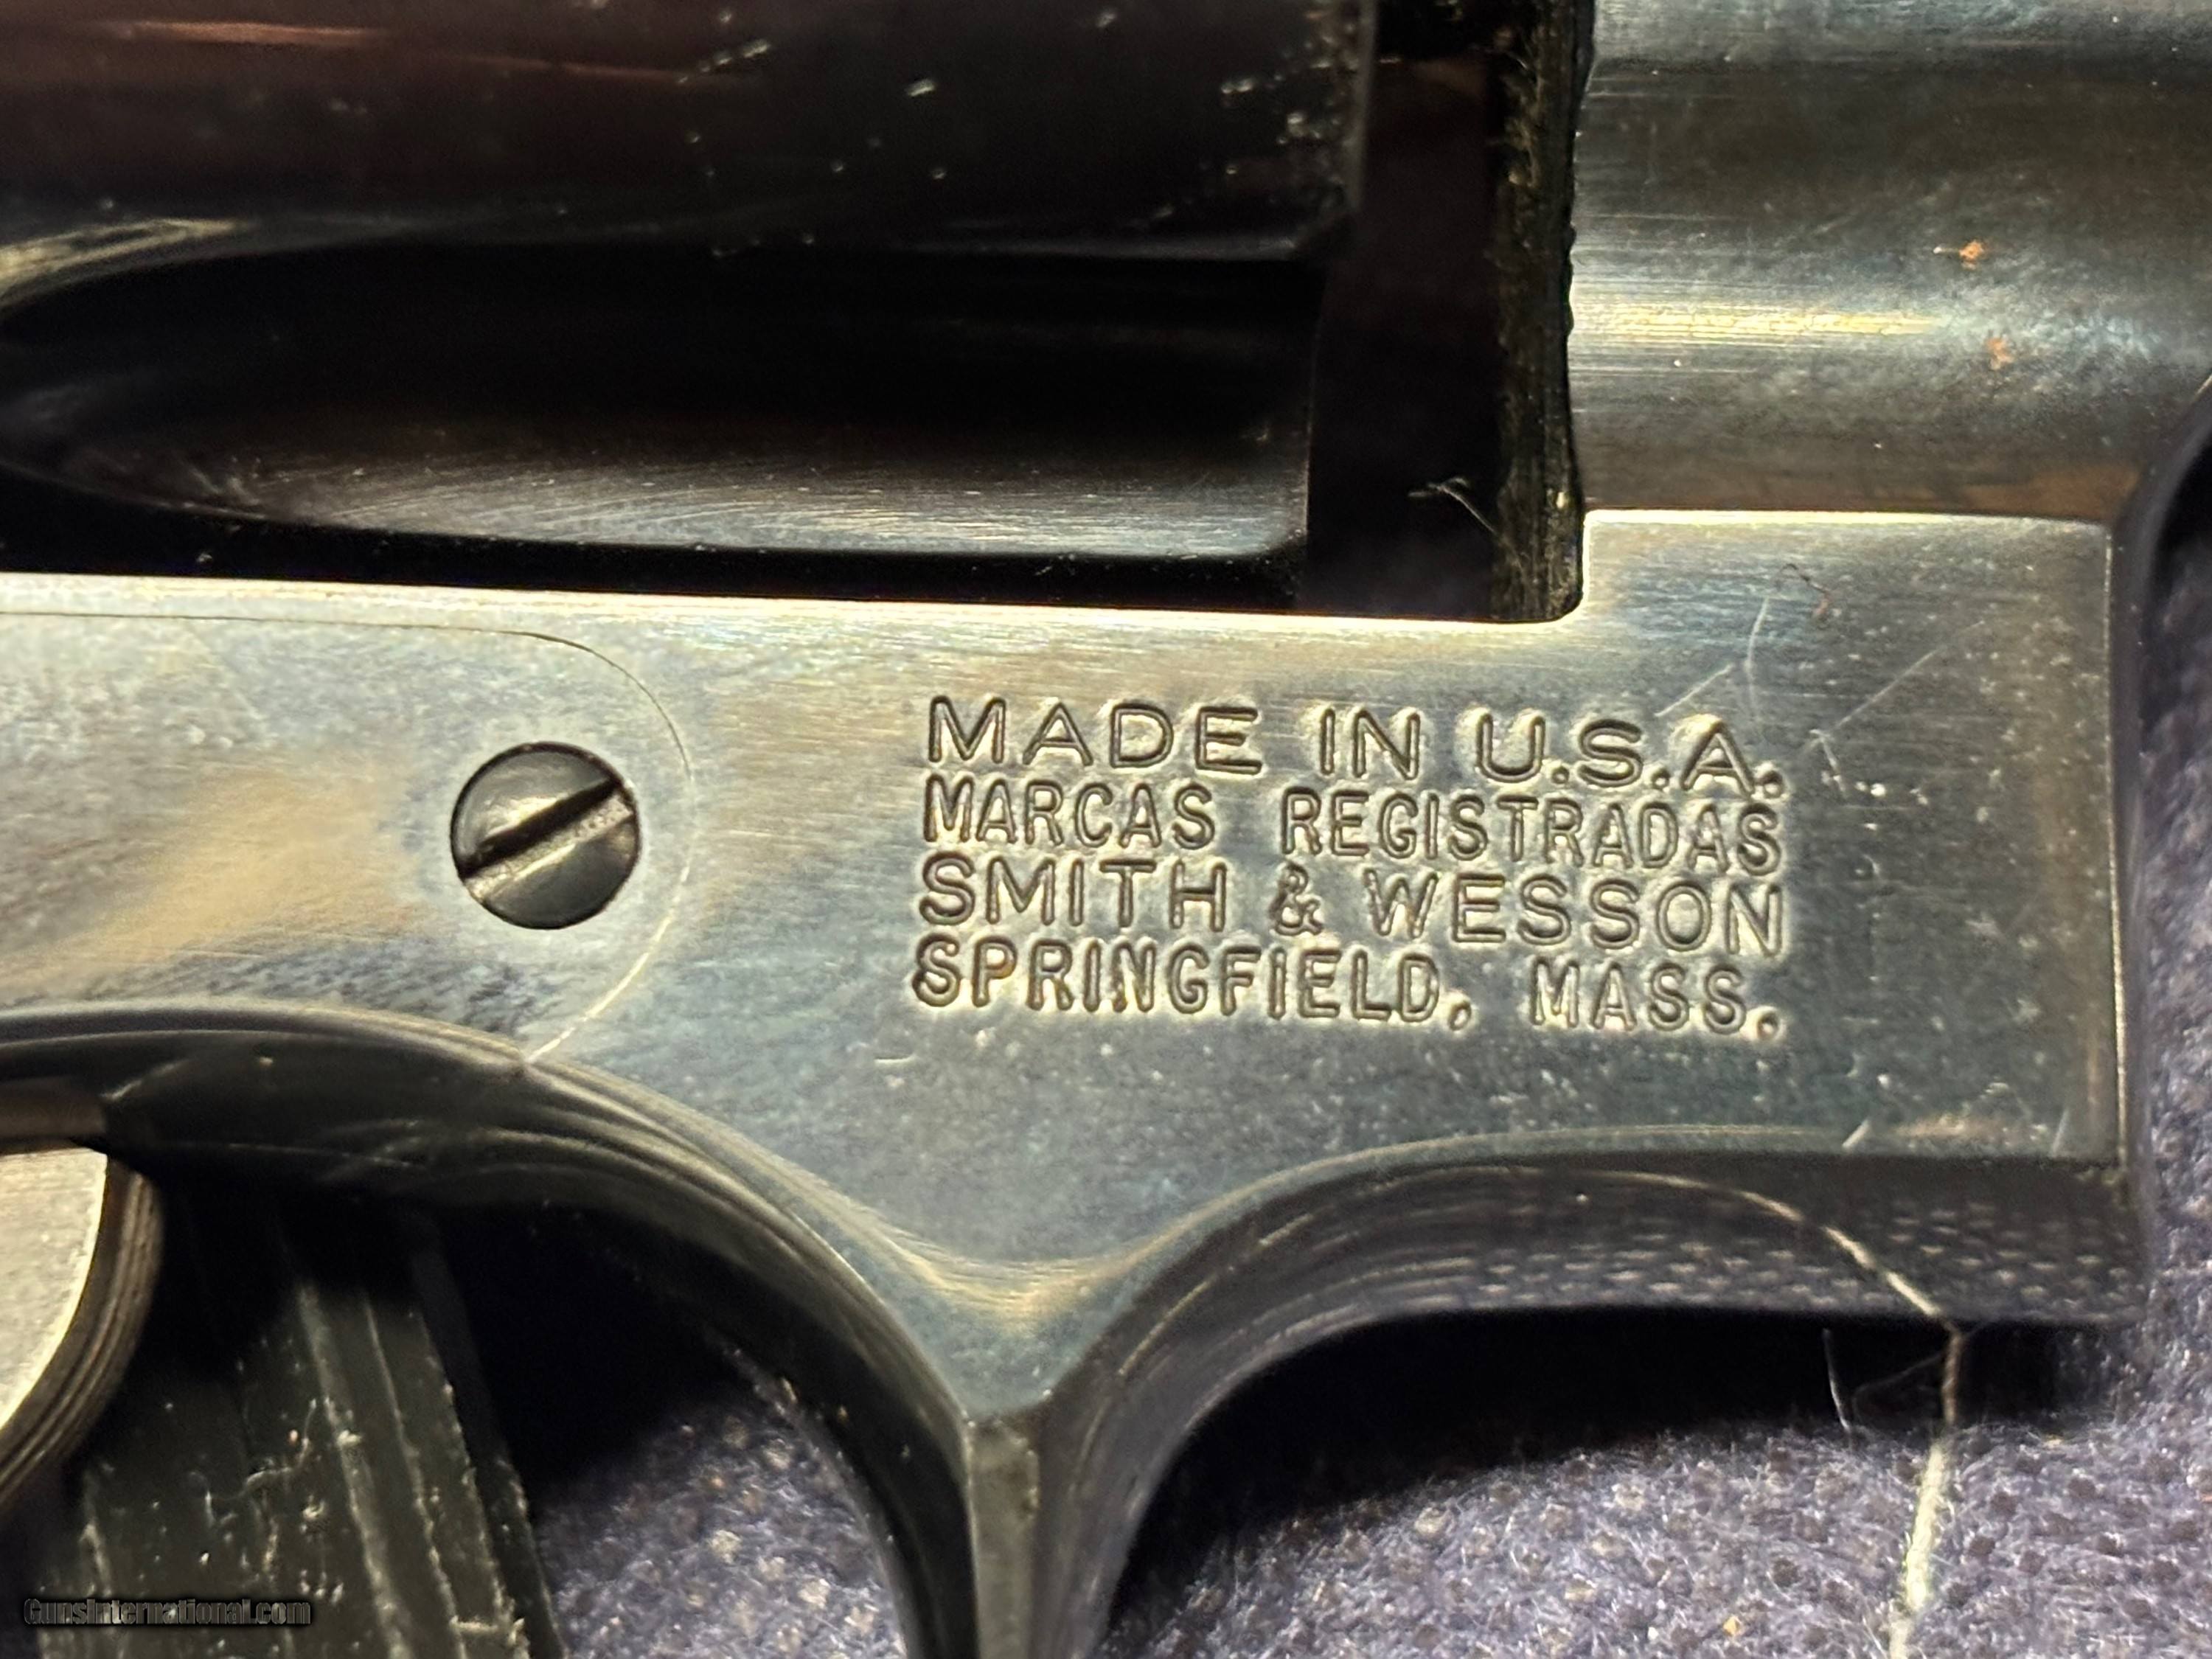 MADE IN U.S.A.
MARCAS REGISTRADAS
SMITH & WESSON
SPRINGFIELD, MASS.
GunsInternational.com